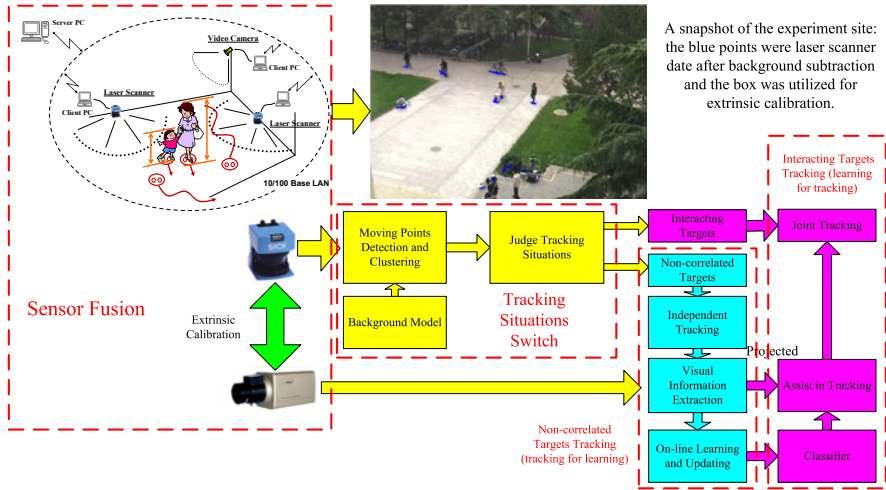 Server PC
Video Camera
Client PC
Laser Scanner
Client PC
Laser Scanner
10/100 Base LAN
A snapshot of the experiment site:
the blue points were laser scanner
date after background subtraction
and the box was utilized for
extrinsic calibration.
Interacting Targets
Tracking (learning
for tracking)
SICK
Moving Points
Detection and
Clustering
Judge Tracking
Situations
Interacting
Targets
Joint Tracking
Non-correlated
Targets
Sensor Fusion
Extrinsic
Calibration
Background Model
Tracking
Situations
Switch
Independent
Tracking
Projected
Visual
Information
Extraction
Assist in Tracking
Non-correlated
Targets Tracking
(tracking for learning)
On-line Learning
and Updating
Classifier